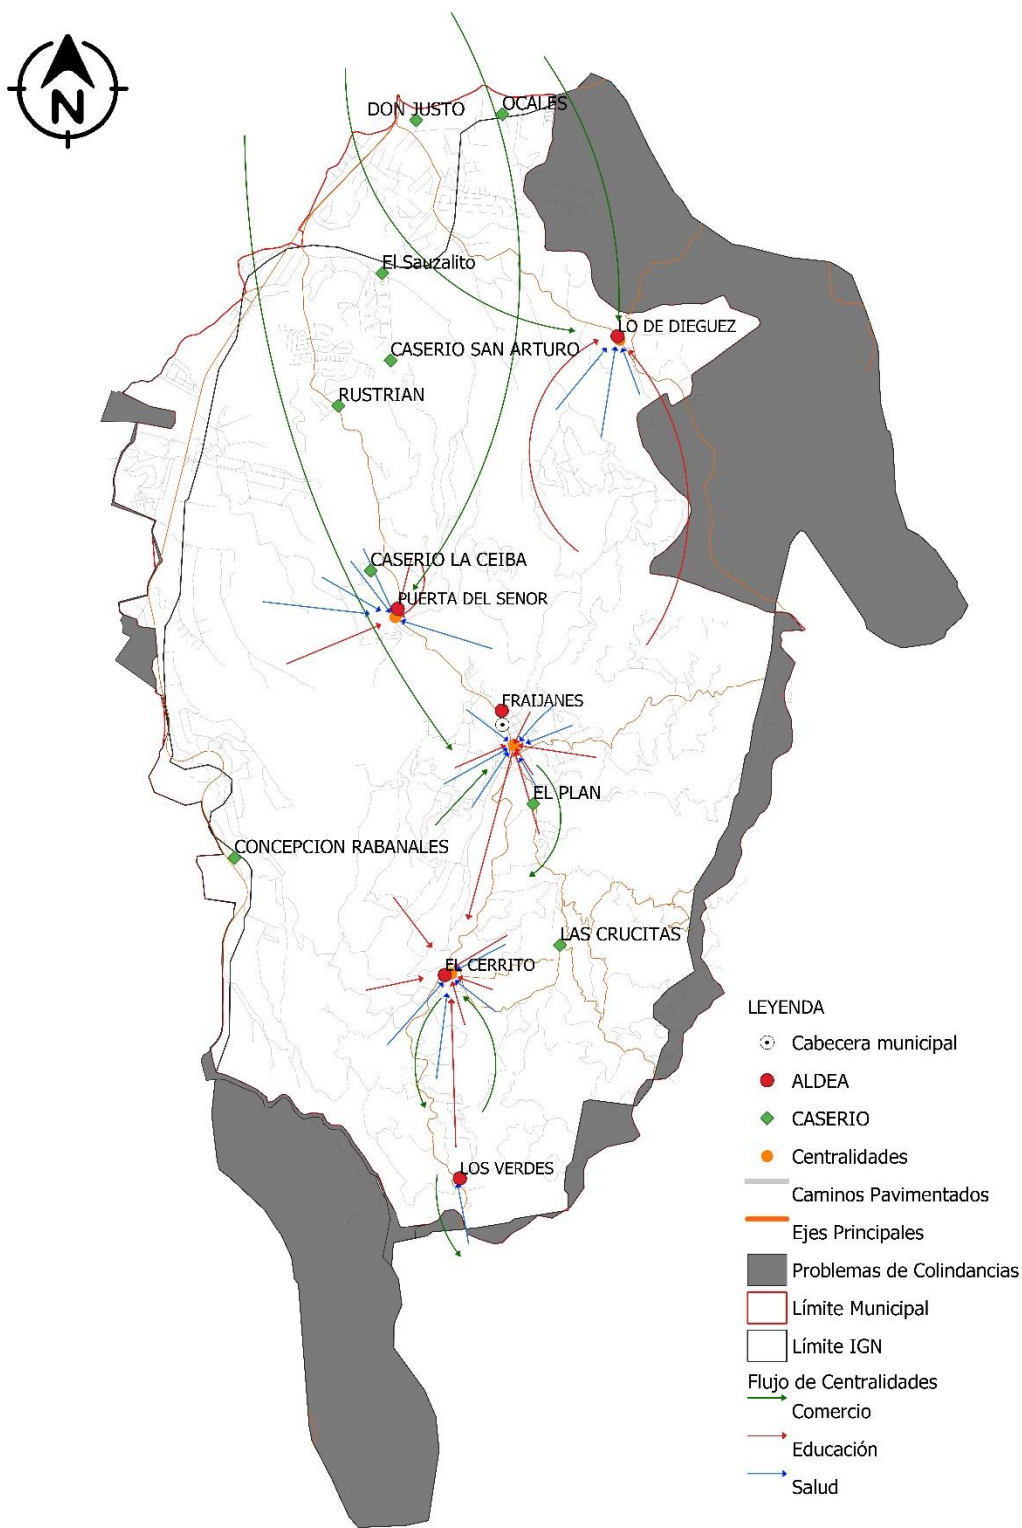 N
DON JUSTO
OCALES
El Sauzalito
LO DE DIEGUEZ
CASERIO SAN ARTURO
RUSTRIAN
CASERIO LA CEIBA
PUERTA DEL SENOR
FRAIJANES
EL PLAN
CONCEPCION RABANALES
LAS CRUCITAS
EL CERRITO
LOS VERDES
LEYENDA
Cabecera municipal
ALDEA
CASERIO
Centralidades
Caminos Pavimentados
Ejes Principales
Problemas de Colindancias
Límite Municipal
Límite IGN
Flujo de Centralidades
Comercio
Educación
Salud